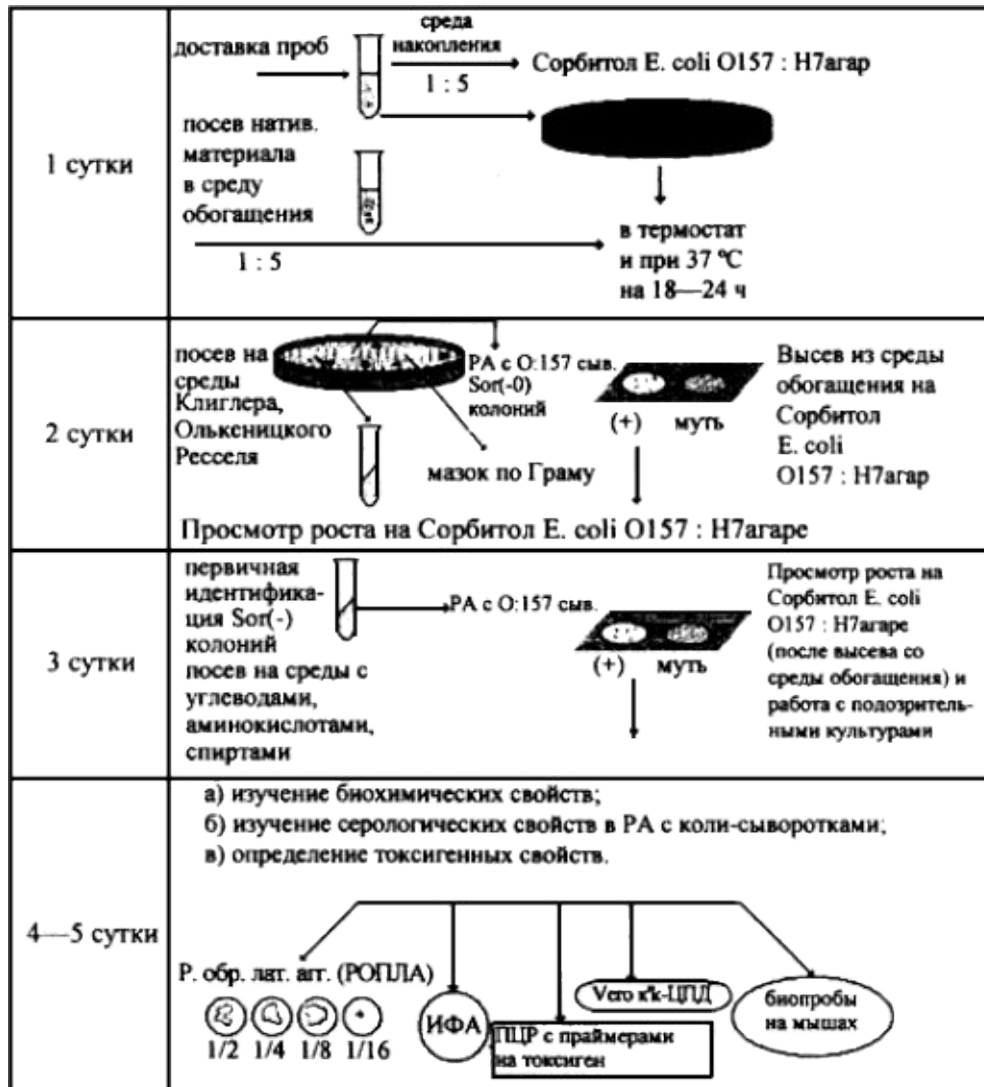 1 сутки
доставка проб
среда
накопления
1 : 5
Сорбитол E. coli O157 : H7агар
посев натив.
материала
в среду
обогащения
1 : 5
в термостат
и при 37 °C
на 18—24 ч
2 сутки
посев на
среды
Клиглера,
Олькеницкого
Ресселя
РА с О:157 сыв.
Sor(-0)
колоний
мазок по Граму
(+) муть
Высев из среды
обогащения на
Сорбитол
E. coli
O157 : H7агар
Просмотр роста на Сорбитол E. coli O157 : H7агаре
3 сутки
первичная
идентифика-
ция Sor(-)
колоний
посев на среды с
углеводами,
аминокислотами,
спиртами
РА с О:157 сыв.
(+) муть
Просмотр роста на
Сорбитол E. coli
O157 : H7агаре
(после высева со
среды обогащения) и
работа с подозритель-
ными культурами
4—5 сутки
а) изучение биохимических свойств;
б) изучение серологических свойств в РА с коли-сыворотками;
в) определение токсигенных свойств.
Р. обр. лат. агг. (РОПЛА)
1/2 1/4 1/8 1/16
ИФА
ПЦР с праймерами
на токсиген
Vero к*к-ЦПД
биопробы
на мышах